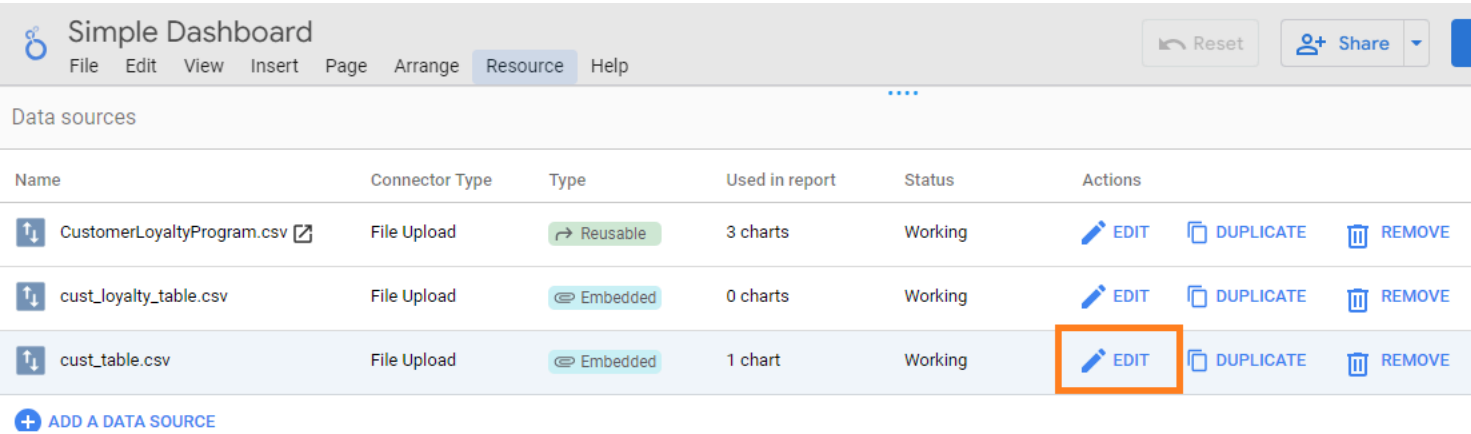 Simple Dashboard
Reset
Share
File Edit View Insert Page Arrange Resource Help
Data sources
Name Connector Type Type Used in report Status Actions
CustomerLoyaltyProgram.csv File Upload Reusable 3 charts Working EDIT DUPLICATE REMOVE
cust_loyalty_table.csv File Upload Embedded 0 charts Working EDIT DUPLICATE REMOVE
cust_table.csv File Upload Embedded 1 chart Working EDIT DUPLICATE REMOVE
ADD A DATA SOURCE